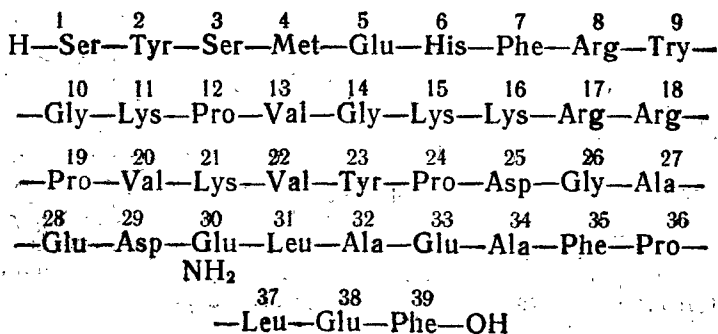 1 2 3 4 5 6 7 8 9
H—Ser—Tyr—Ser—Met—Glu—His—Phe—Arg—Try—
10 11 12 13 14 15 16 17 18
—Gly—Lys—Pro—Val—Gly—Lys—Lys—Arg—Arg—
19 20 21 22 23 24 25 26 27
—Pro—Val—Lys—Val—Tyr—Pro—Asp—Gly—Ala—
28 29 30 31 32 33 34 35 36
—Glu—Asp—Glu—Leu—Ala—Glu—Ala—Phe—Pro—
NH₂
37 38 39
—Leu—Glu—Phe—OH